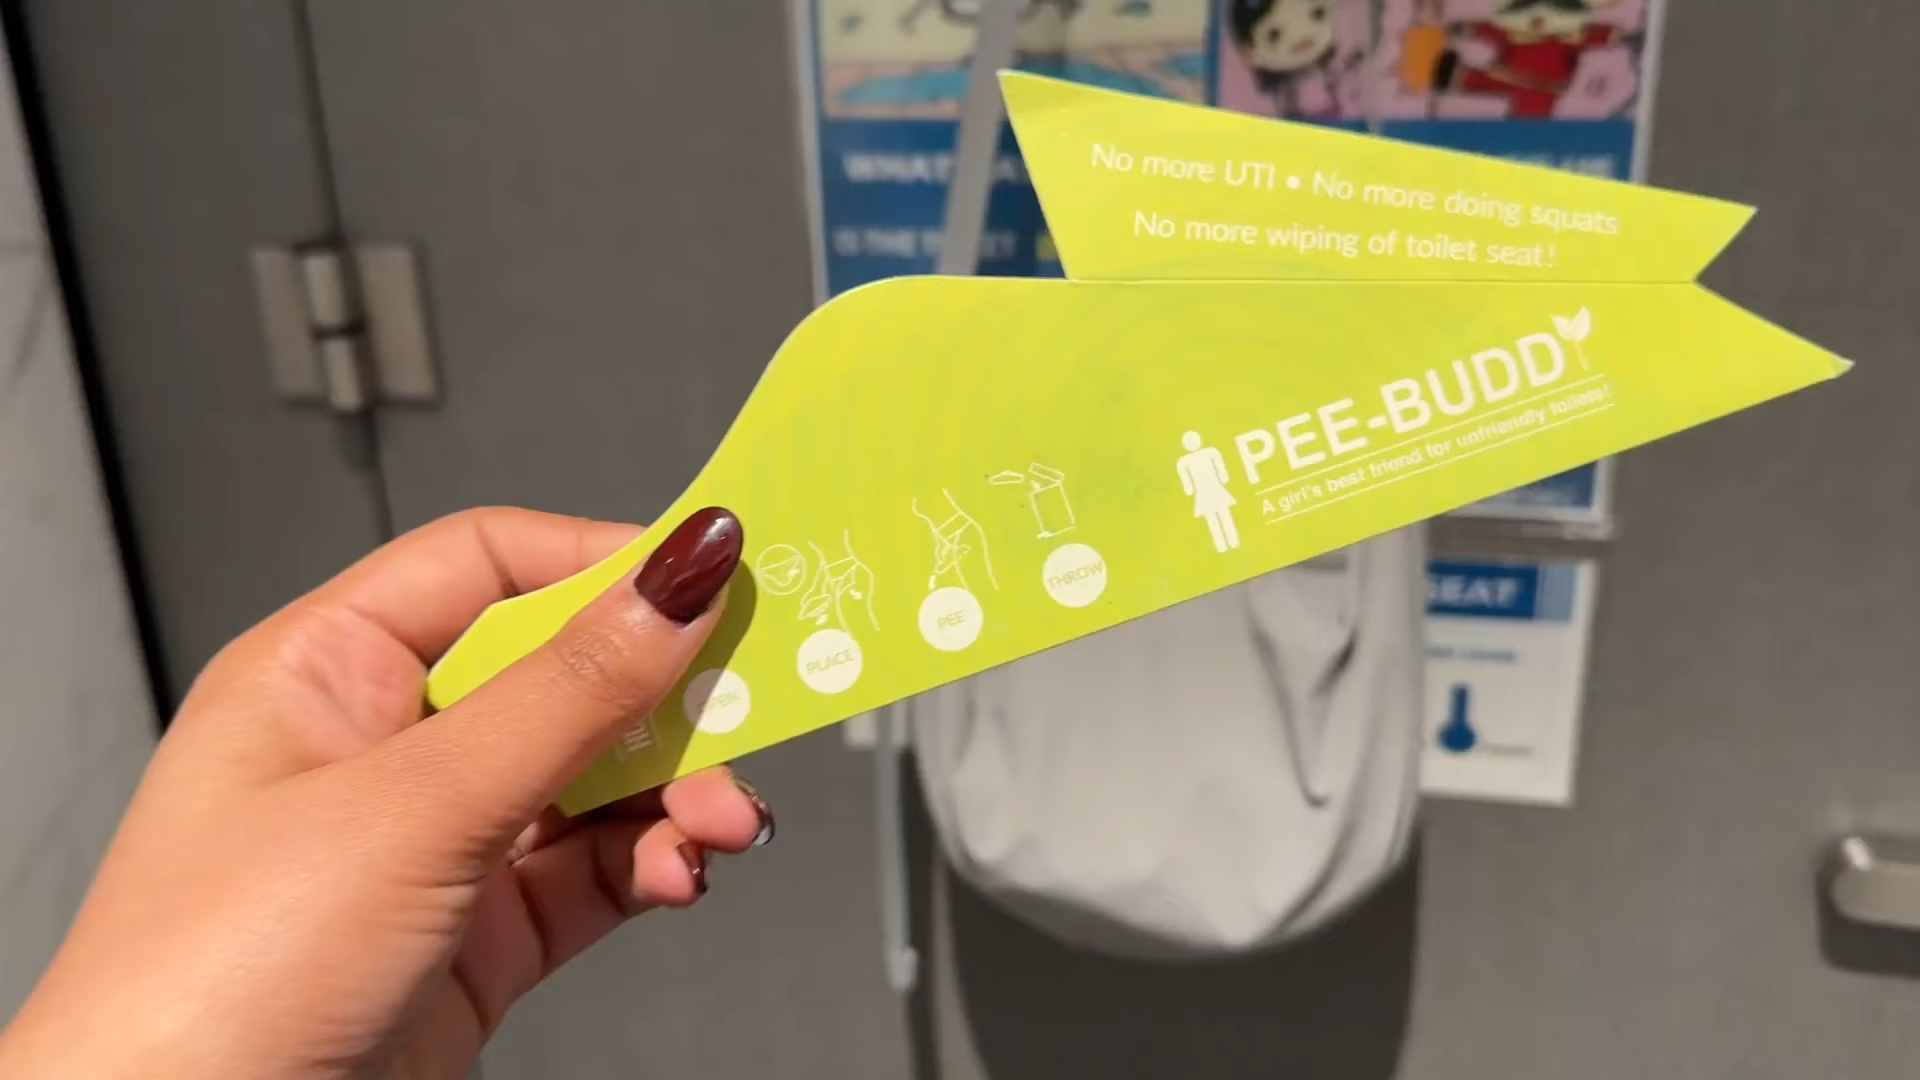 No more UTI • No more doing squats
No more wiping of toilet seat!
PEE-BUDDY
A girl's best friend for unfriendly toilets!
OPEN
PLACE
PEE
THROW
SEAT